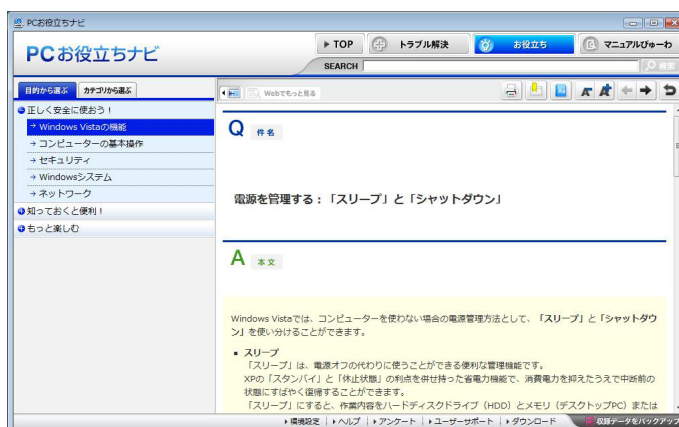 PCお役立ちナビ
PCお役立ちナビ
TOP
トラブル解決
お役立ち
マニュアルびゅーわ
SEARCH
検索
目的から選ぶ
カテゴリから選ぶ
Webでもっと見る
正しく安全に使おう!
Windows Vistaの機能
コンピューターの基本操作
セキュリティ
Windowsシステム
ネットワーク
知っておくと便利!
もっと楽しむ
Q 件名
電源を管理する:「スリープ」と「シャットダウン」
A 本文
Windows Vistaでは、コンピューターを使わない場合の電源管理方法として、「スリープ」と「シャットダウ
ン」を使い分けることができます。
スリープ
「スリープ」は、電源オフの代わりに使うことができる便利な管理機能です。
XPの「スタンバイ」と「休止状態」の利点を併せ持った省電力機能で、消費電力を抑えたうえで中断前の
状態にすばやく復帰することができます。
「スリープ」にすると、作業内容をハードディスクドライブ(HDD)とメモリ(デスクトップPC)または
環境設定 ヘルプ アンケート ユーザーサポート ダウンロード 収録データをバックアップ